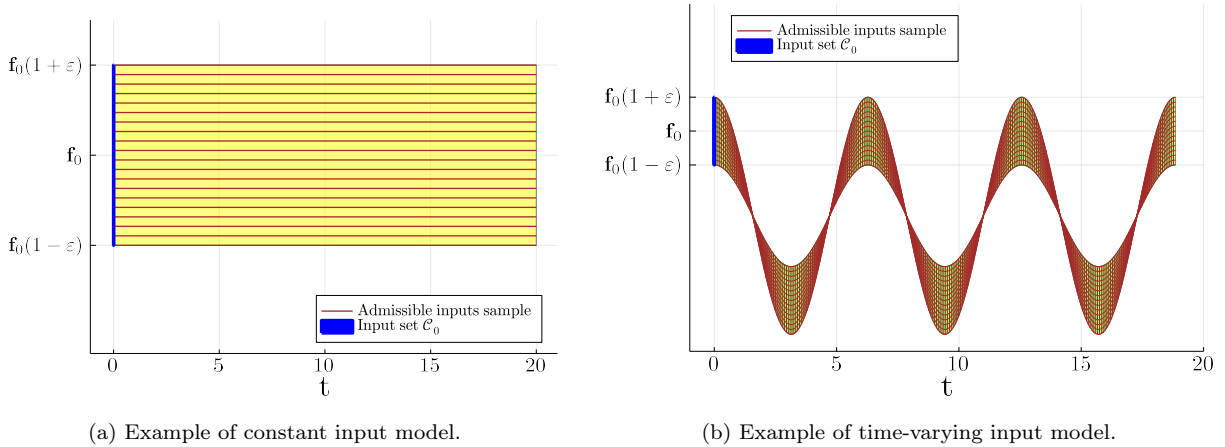 f₀(1 + ε)
f₀
f₀(1 − ε)
Admissible inputs sample
Input set 𝒞₀
0 5 10 15 20
t
(a) Example of constant input model.
Admissible inputs sample
Input set 𝒞₀
f₀(1 + ε)
f₀
f₀(1 − ε)
0 5 10 15 20
t
(b) Example of time-varying input model.